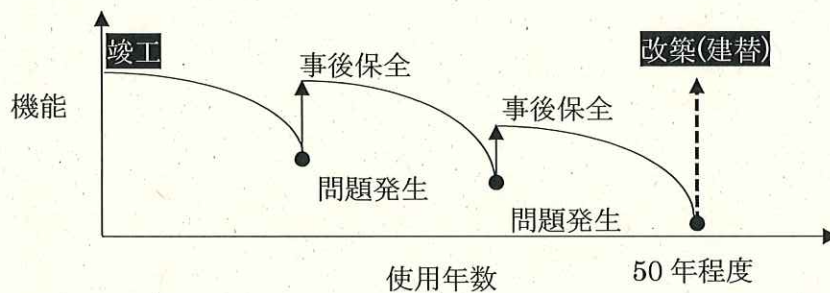 竣工
事後保全
改築(建替)
機能
事後保全
問題発生
問題発生
使用年数
50年程度